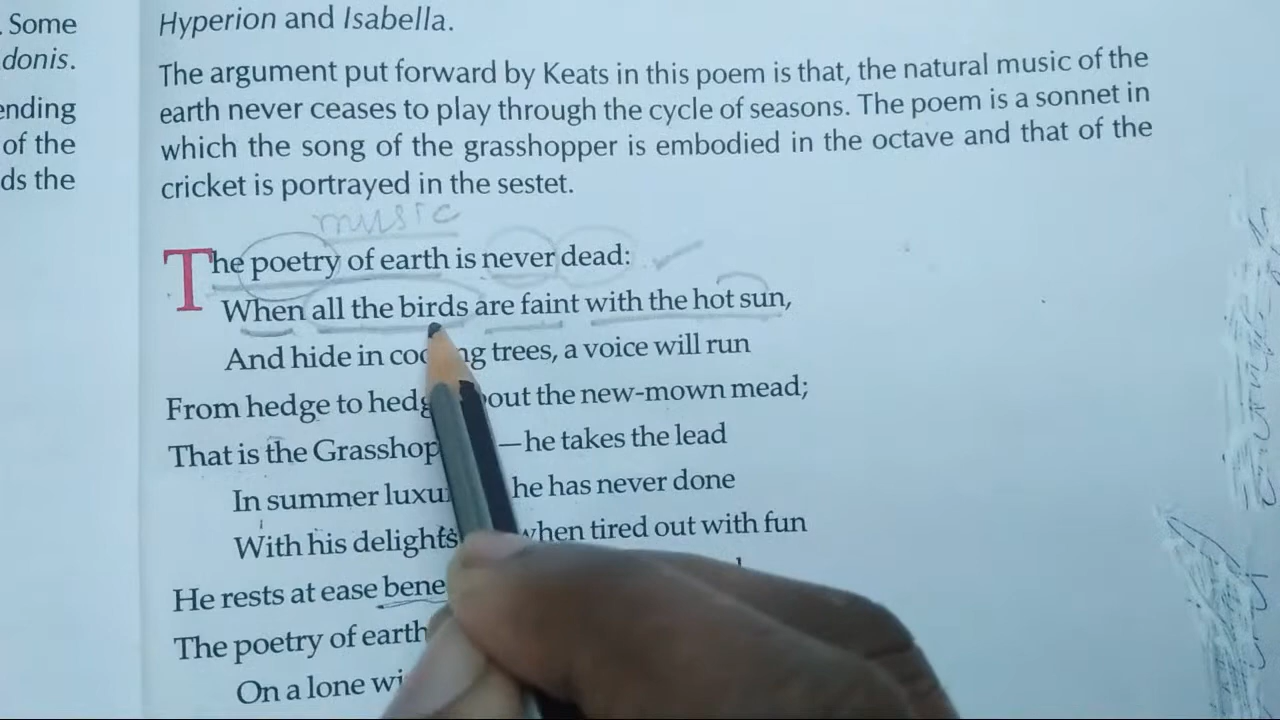 . Some
donis.
ending
of the
ds the
Hyperion and Isabella.
The argument put forward by Keats in this poem is that, the natural music of the
earth never ceases to play through the cycle of seasons. The poem is a sonnet in
which the song of the grasshopper is embodied in the octave and that of the
cricket is portrayed in the sestet.
music
The poetry of earth is never dead:
When all the birds are faint with the hot sun,
And hide in coo ng trees, a voice will run
From hedge to hedg out the new-mown mead;
That is the Grasshop —he takes the lead
In summer luxu he has never done
With his delights when tired out with fun
He rests at ease bene
The poetry of earth
On a lone wi